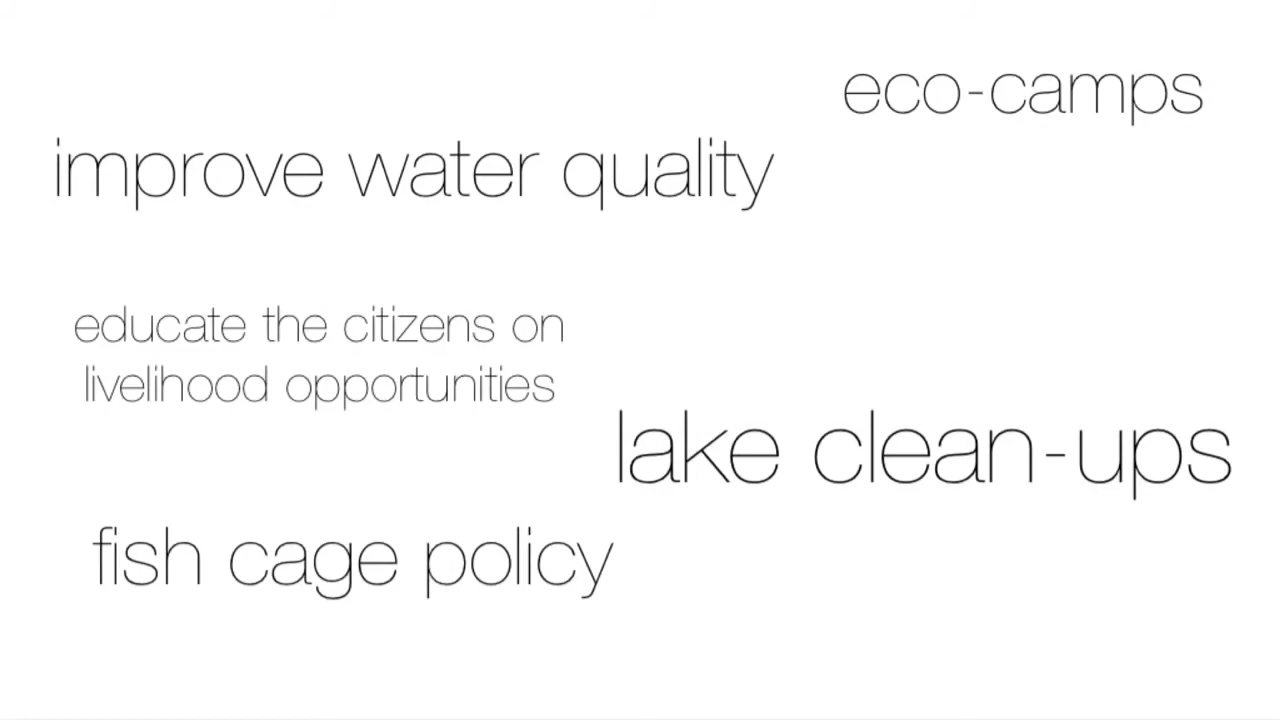 eco-camps
improve water quality
educate the citizens on
livelihood opportunities
lake clean-ups
fish cage policy